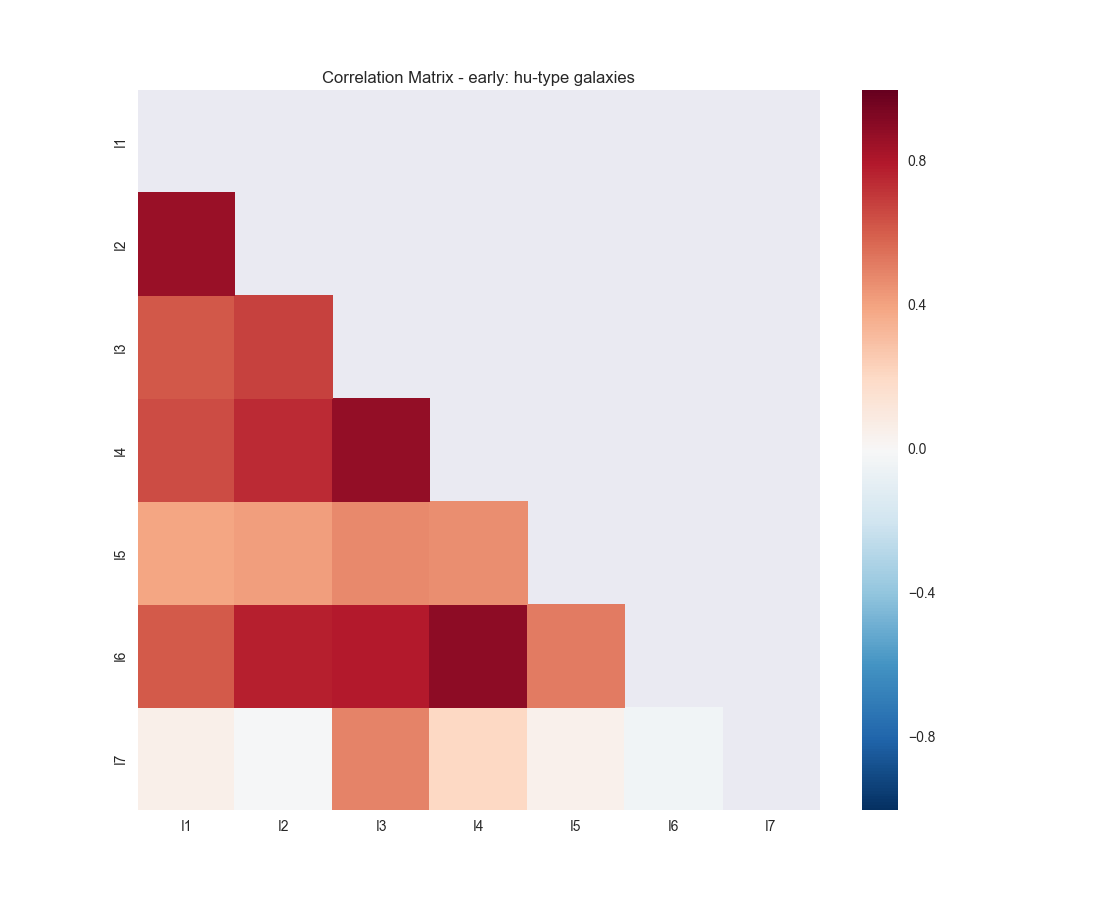 Correlation Matrix - early: hu-type galaxies
I1
I2
I3
I4
I5
I6
I7
I1 I2 I3 I4 I5 I6 I7
0.8
0.4
0.0
−0.4
−0.8